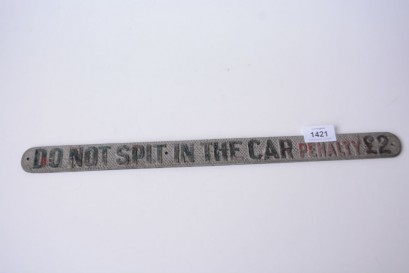 1421
DO NOT SPIT IN THE CAR PENALTY £2